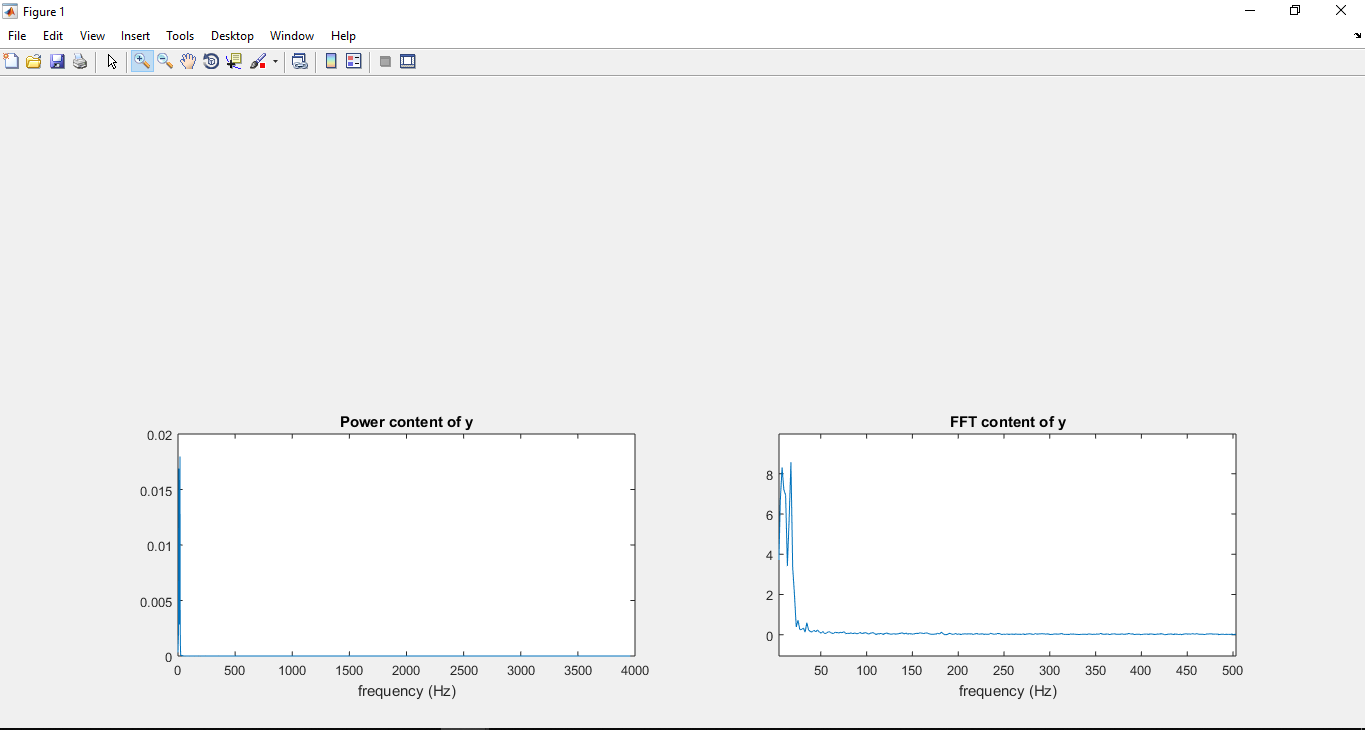 Figure 1
File Edit View Insert Tools Desktop Window Help
Power content of y
0.02
0.015
0.01
0.005
0
0 500 1000 1500 2000 2500 3000 3500 4000
frequency (Hz)
FFT content of y
8
6
4
2
0
50 100 150 200 250 300 350 400 450 500
frequency (Hz)